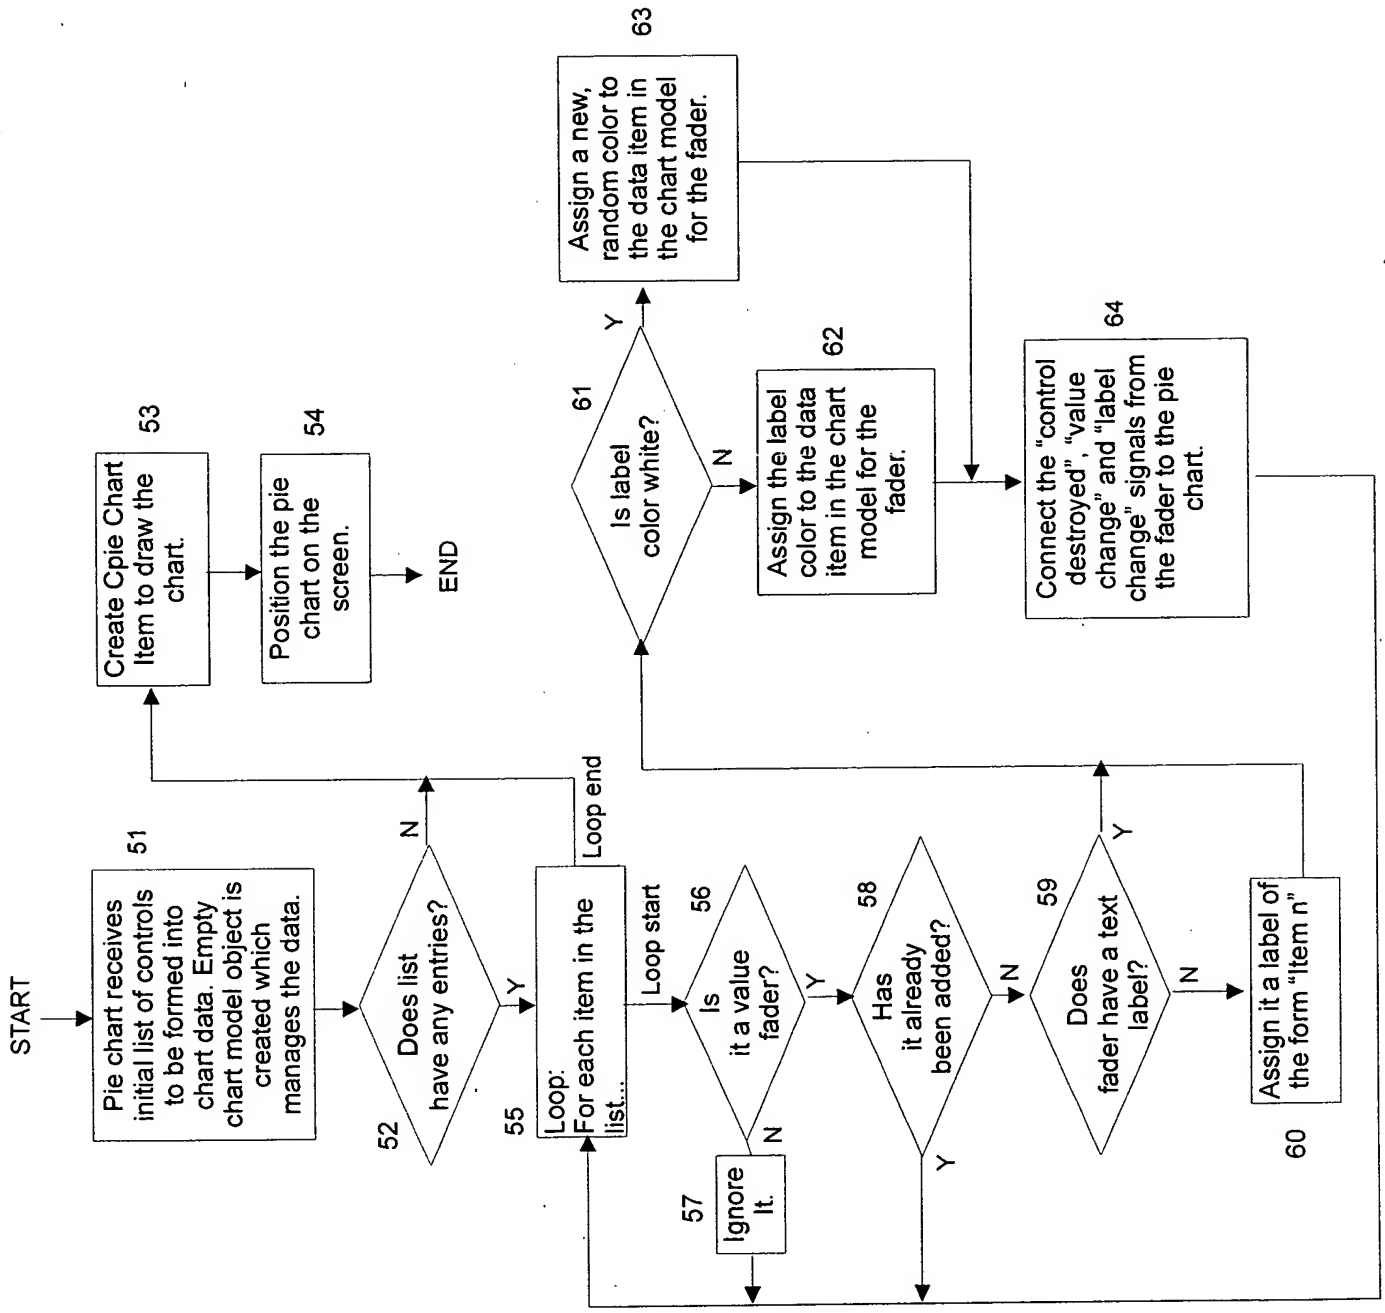 START
Pie chart receives
initial list of controls
to be formed into
chart data. Empty
chart model object is
created which
manages the data.
51
Does list
have any entries?
52
N
Y
Create Cpie Chart
Item to draw the
chart.
53
Position the pie
chart on the
screen.
54
END
Loop:
For each item in the
list...
55
Loop end
Loop start
Is
it a value
fader?
56
N
Y
Ignore
It.
57
Has
it already
been added?
58
Y
N
Does
fader have a text
label?
59
Y
N
Assign it a label of
the form “Item n”
60
Is label
color white?
61
Y
N
Assign the label
color to the data
item in the chart
model for the
fader.
62
Assign a new,
random color to
the data item in
the chart model
for the fader.
63
Connect the “control
destroyed”, “value
change” and “label
change” signals from
the fader to the pie
chart.
64